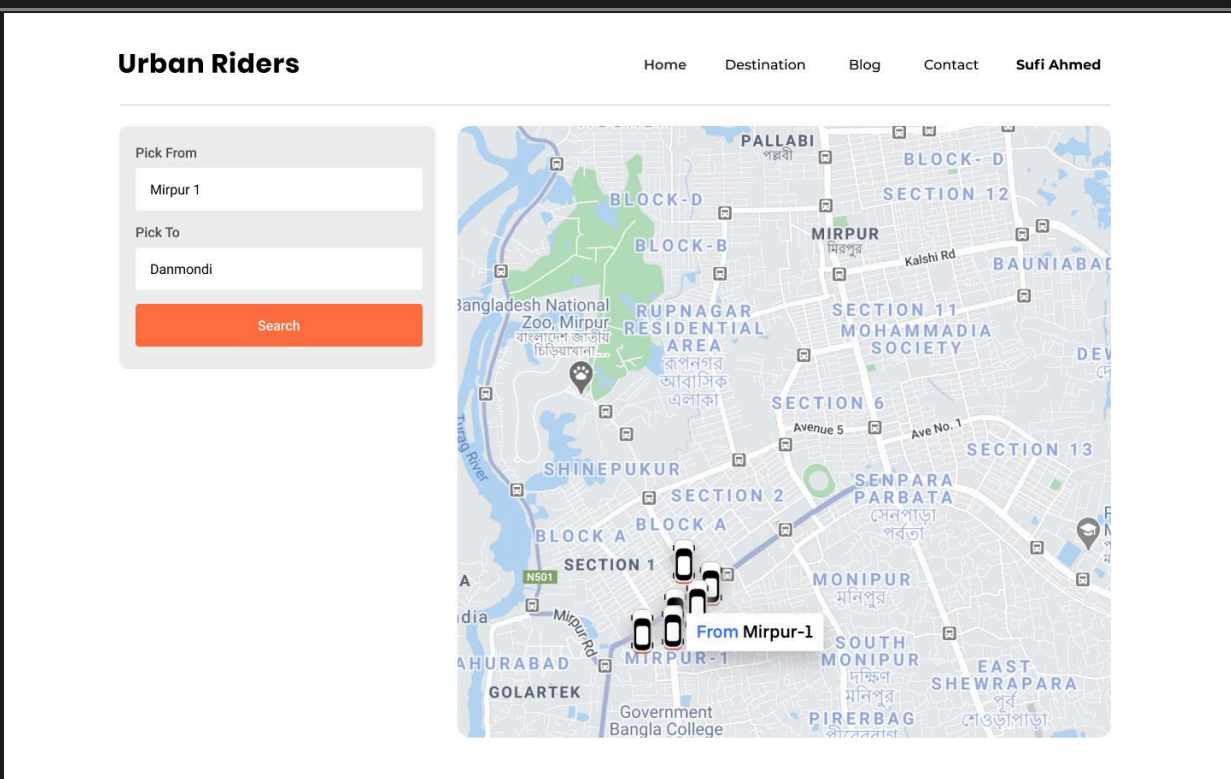 Urban Riders
Home
Destination
Blog
Contact
Sufi Ahmed
Pick From
Mirpur 1
Pick To
Danmondi
Search
PALLABI
পল্লবী
BLOCK- D
SECTION 12
BLOCK-D
MIRPUR
মিরপুর
BLOCK-B
Kalshi Rd
BAUNIABAD
Bangladesh National
Zoo, Mirpur
বাংলাদেশ জাতীয়
চিড়িয়াখানা...
RUPNAGAR
RESIDENTIAL
AREA
রূপনগর
আবাসিক
এলাকা
SECTION 11
MOHAMMADIA
SOCIETY
SECTION 6
Avenue 5
Ave No. 1
SECTION 13
Turag River
SHINEPUKUR
SENPARA
PARBATA
সেনপাড়া
পর্বতা
SECTION 2
BLOCK A
BLOCK A
SECTION 1
N501
Mirpur-Rd
MONIPUR
মনিপুর
From Mirpur-1
MIRPUR-1
SOUTH
MONIPUR
দক্ষিণ
মনিপুর
EAST
SHEWRAPARA
পূর্ব
শেওড়াপাড়া
AHURABAD
GOLARTEK
Government
Bangla College
PIRERBAG